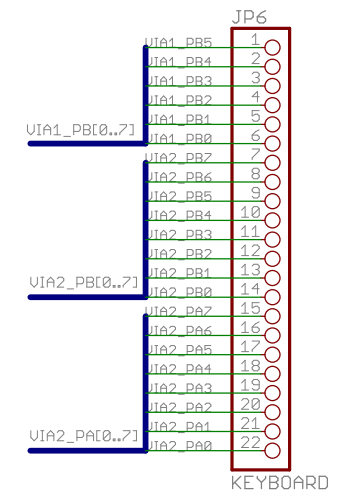 JP6
VIA1_PB5 1
VIA1_PB4 2
VIA1_PB3 3
VIA1_PB2 4
VIA1_PB1 5
VIA1_PB[0..7]
VIA1_PB0 6
VIA2_PB7 7
VIA2_PB6 8
VIA2_PB5 9
VIA2_PB4 10
VIA2_PB3 11
VIA2_PB2 12
VIA2_PB1 13
VIA2_PB[0..7]
VIA2_PB0 14
VIA2_PA7 15
VIA2_PA6 16
VIA2_PA5 17
VIA2_PA4 18
VIA2_PA3 19
VIA2_PA2 20
VIA2_PA1 21
VIA2_PA[0..7]
VIA2_PA0 22
KEYBOARD